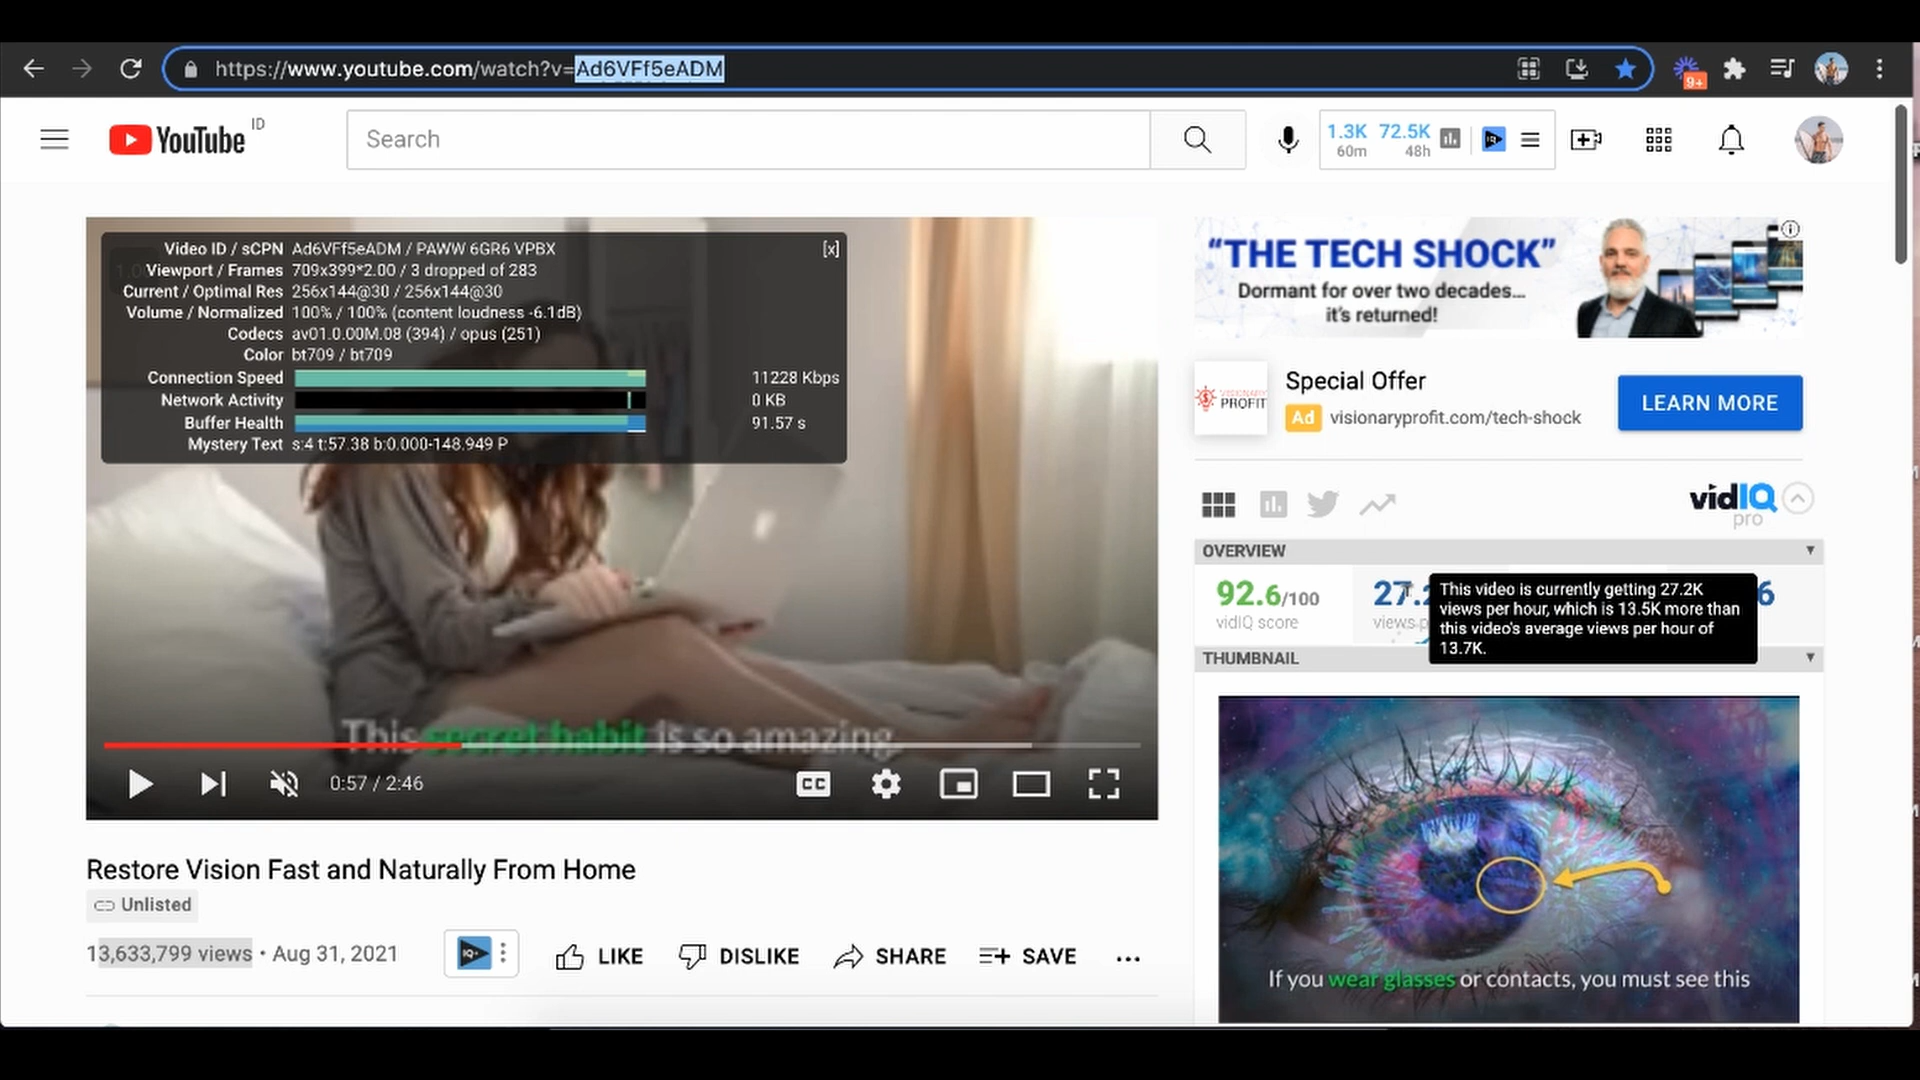 https://www.youtube.com/watch?v=Ad6VFf5eADM
9+
YouTube ID
Search
1.3K 72.5K
60m 48h
Video ID / sCPN Ad6VFf5eADM / PAWW 6GR6 VPBX [x]
Viewport / Frames 709x399*2.00 / 3 dropped of 283
Current / Optimal Res 256x144@30 / 256x144@30
Volume / Normalized 100% / 100% (content loudness -6.1dB)
Codecs av01.0.00M.08 (394) / opus (251)
Color bt709 / bt709
Connection Speed 11228 Kbps
Network Activity 0 KB
Buffer Health 91.57 s
Mystery Text s:4 t:57.38 b:0.000-148.949 P
This secret habit is so amazing
CC
0:57 / 2:46
Restore Vision Fast and Naturally From Home
Unlisted
13,633,799 views • Aug 31, 2021
IQ
LIKE
DISLIKE
SHARE
SAVE
“THE TECH SHOCK”
Dormant for over two decades...
it's returned!
VISIONARY
PROFIT
Special Offer
Ad visionaryprofit.com/tech-shock
LEARN MORE
vidIQ
pro
OVERVIEW
92.6/100
vidIQ score
This video is currently getting 27.2K
views per hour, which is 13.5K more than
this video's average views per hour of
13.7K.
THUMBNAIL
If you wear glasses or contacts, you must see this